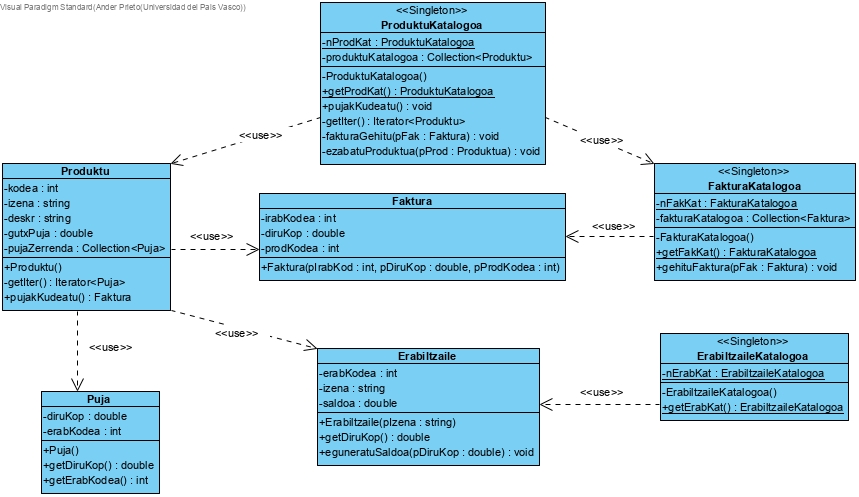 Visual Paradigm Standard(Ander Prieto(Universidad del Pais Vasco))
<<Singleton>>
ProduktuKatalogoa
-nProdKat : ProduktuKatalogoa
-produktuKatalogoa : Collection<Produktu>
-ProduktuKatalogoa()
+getProdKat() : ProduktuKatalogoa
+pujakKudeatu() : void
-getIter() : Iterator<Produktu>
-fakturaGehitu(pFak : Faktura) : void
-ezabatuProduktua(pProd : Produktua) : void
<<use>>
<<use>>
Produktu
-kodea : int
-izena : string
-deskr : string
-gutxPuja : double
-pujaZerrenda : Collection<Puja>
+Produktu()
-getIter() : Iterator<Puja>
+pujakKudeatu() : Faktura
<<use>>
Faktura
-irabKodea : int
-diruKop : double
-prodKodea : int
+Faktura(pIrabKod : int, pDiruKop : double, pProdKodea : int)
<<use>>
<<Singleton>>
FakturaKatalogoa
-nFakKat : FakturaKatalogoa
-fakturaKatalogoa : Collection<Faktura>
-FakturaKatalogoa()
+getFakKat() : FakturaKatalogoa
+gehituFaktura(pFak : Faktura) : void
<<use>>
<<use>>
Puja
-diruKop : double
-erabKodea : int
+Puja()
+getDiruKop() : double
+getErabKodea() : int
Erabiltzaile
-erabKodea : int
-izena : string
-saldoa : double
+Erabiltzaile(pIzena : string)
+getDiruKop() : double
+eguneratuSaldoa(pDiruKop : double) : void
<<use>>
<<Singleton>>
ErabiltzaileKatalogoa
-nErabKat : ErabiltzaileKatalogoa
-ErabiltzaileKatalogoa()
+getErabKat() : ErabiltzaileKatalogoa